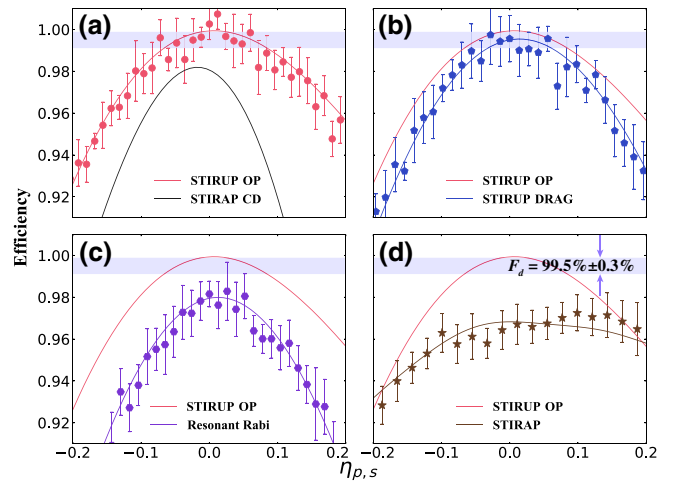 (a)
(b)
1.00
0.98
0.96
0.94
0.92
STIRUP OP
STIRAP CD
STIRUP OP
STIRUP DRAG
Efficiency
(c)
(d)
1.00
0.98
0.96
0.94
0.92
F_d = 99.5%±0.3%
STIRUP OP
Resonant Rabi
STIRUP OP
STIRAP
−0.2 −0.1 0.0 0.1 0.2
−0.2 −0.1 0.0 0.1 0.2
η_{p,s}